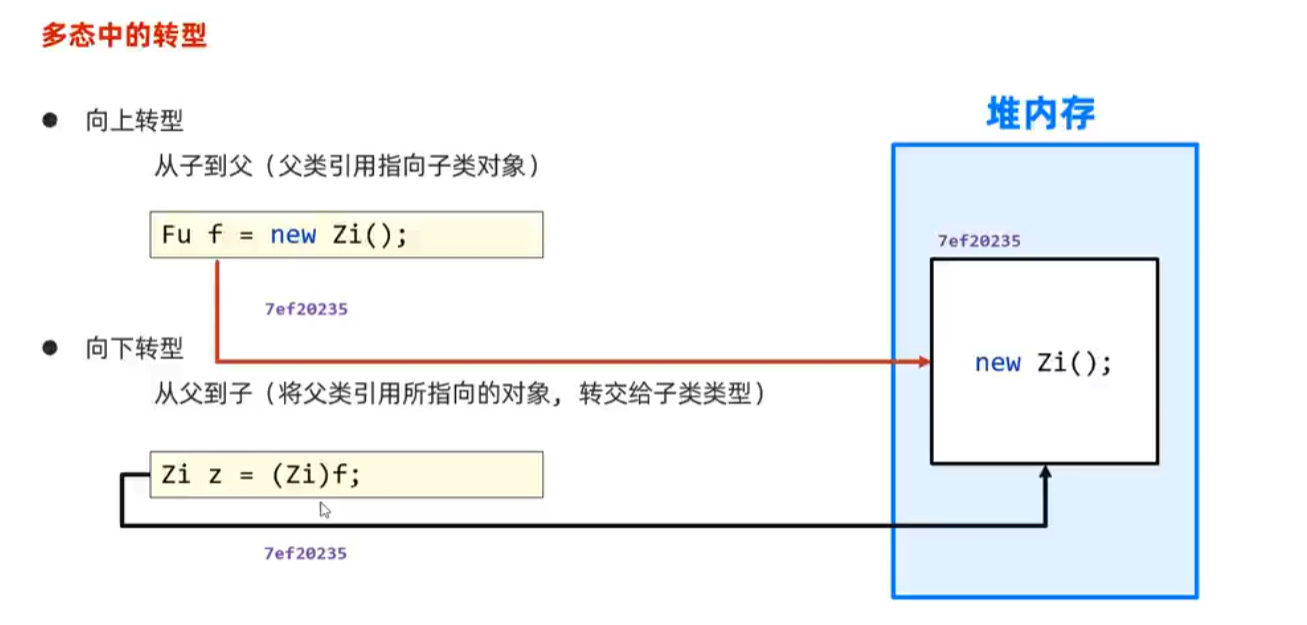 多态中的转型
● 向上转型
从子到父（父类引用指向子类对象）
Fu f = new Zi();
7ef20235
● 向下转型
从父到子（将父类引用所指向的对象，转交给子类类型）
Zi z = (Zi)f;
7ef20235
堆内存
7ef20235
new Zi();